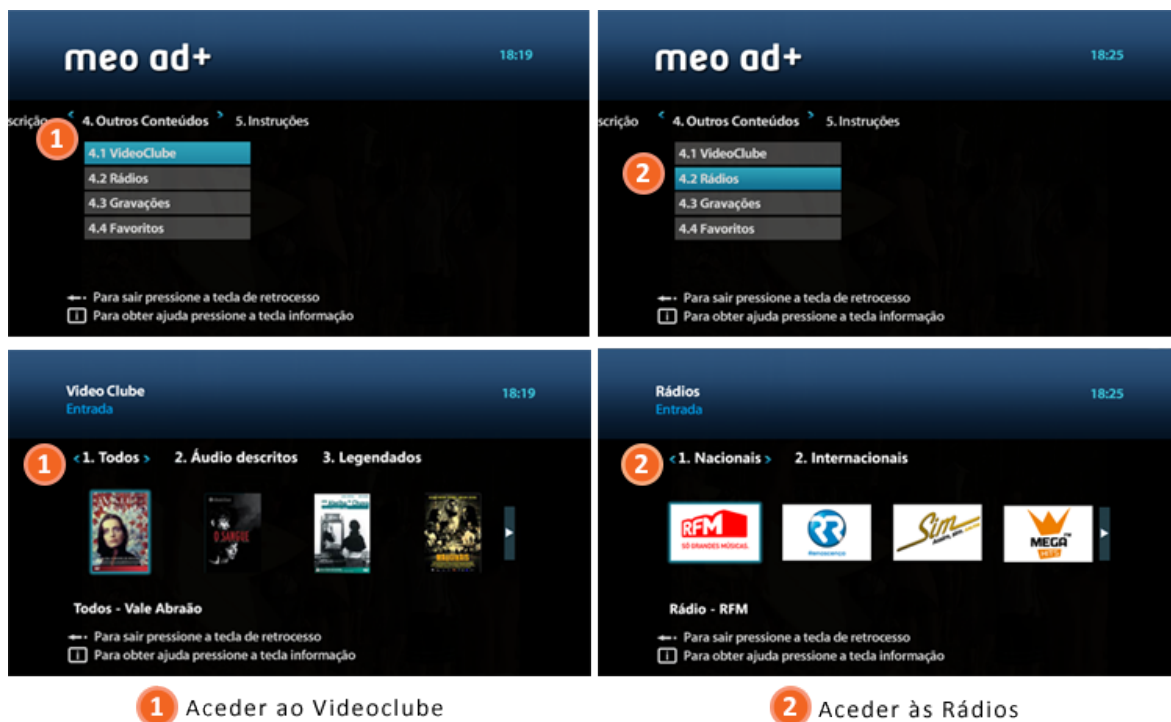 meo ad+
18:19
scrição
4. Outros Conteúdos
5. Instruções
1
4.1 VideoClube
4.2 Rádios
4.3 Gravações
4.4 Favoritos
Para sair pressione a tecla de retrocesso
i Para obter ajuda pressione a tecla informação
meo ad+
18:25
scrição
4. Outros Conteúdos
5. Instruções
4.1 VideoClube
2
4.2 Rádios
4.3 Gravações
4.4 Favoritos
Para sair pressione a tecla de retrocesso
i Para obter ajuda pressione a tecla informação
Video Clube
18:19
Entrada
1
<1. Todos >
2. Áudio descritos
3. Legendados
O SANGUE
Todos - Vale Abraão
Para sair pressione a tecla de retrocesso
i Para obter ajuda pressione a tecla informação
Rádios
18:25
Entrada
2
<1. Nacionais >
2. Internacionais
RFM
SÓ GRANDES MÚSICAS.
RR
Renascença
Sim
MEGA
HITS
Rádio - RFM
Para sair pressione a tecla de retrocesso
i Para obter ajuda pressione a tecla informação
1 Aceder ao Videoclube
2 Aceder às Rádios